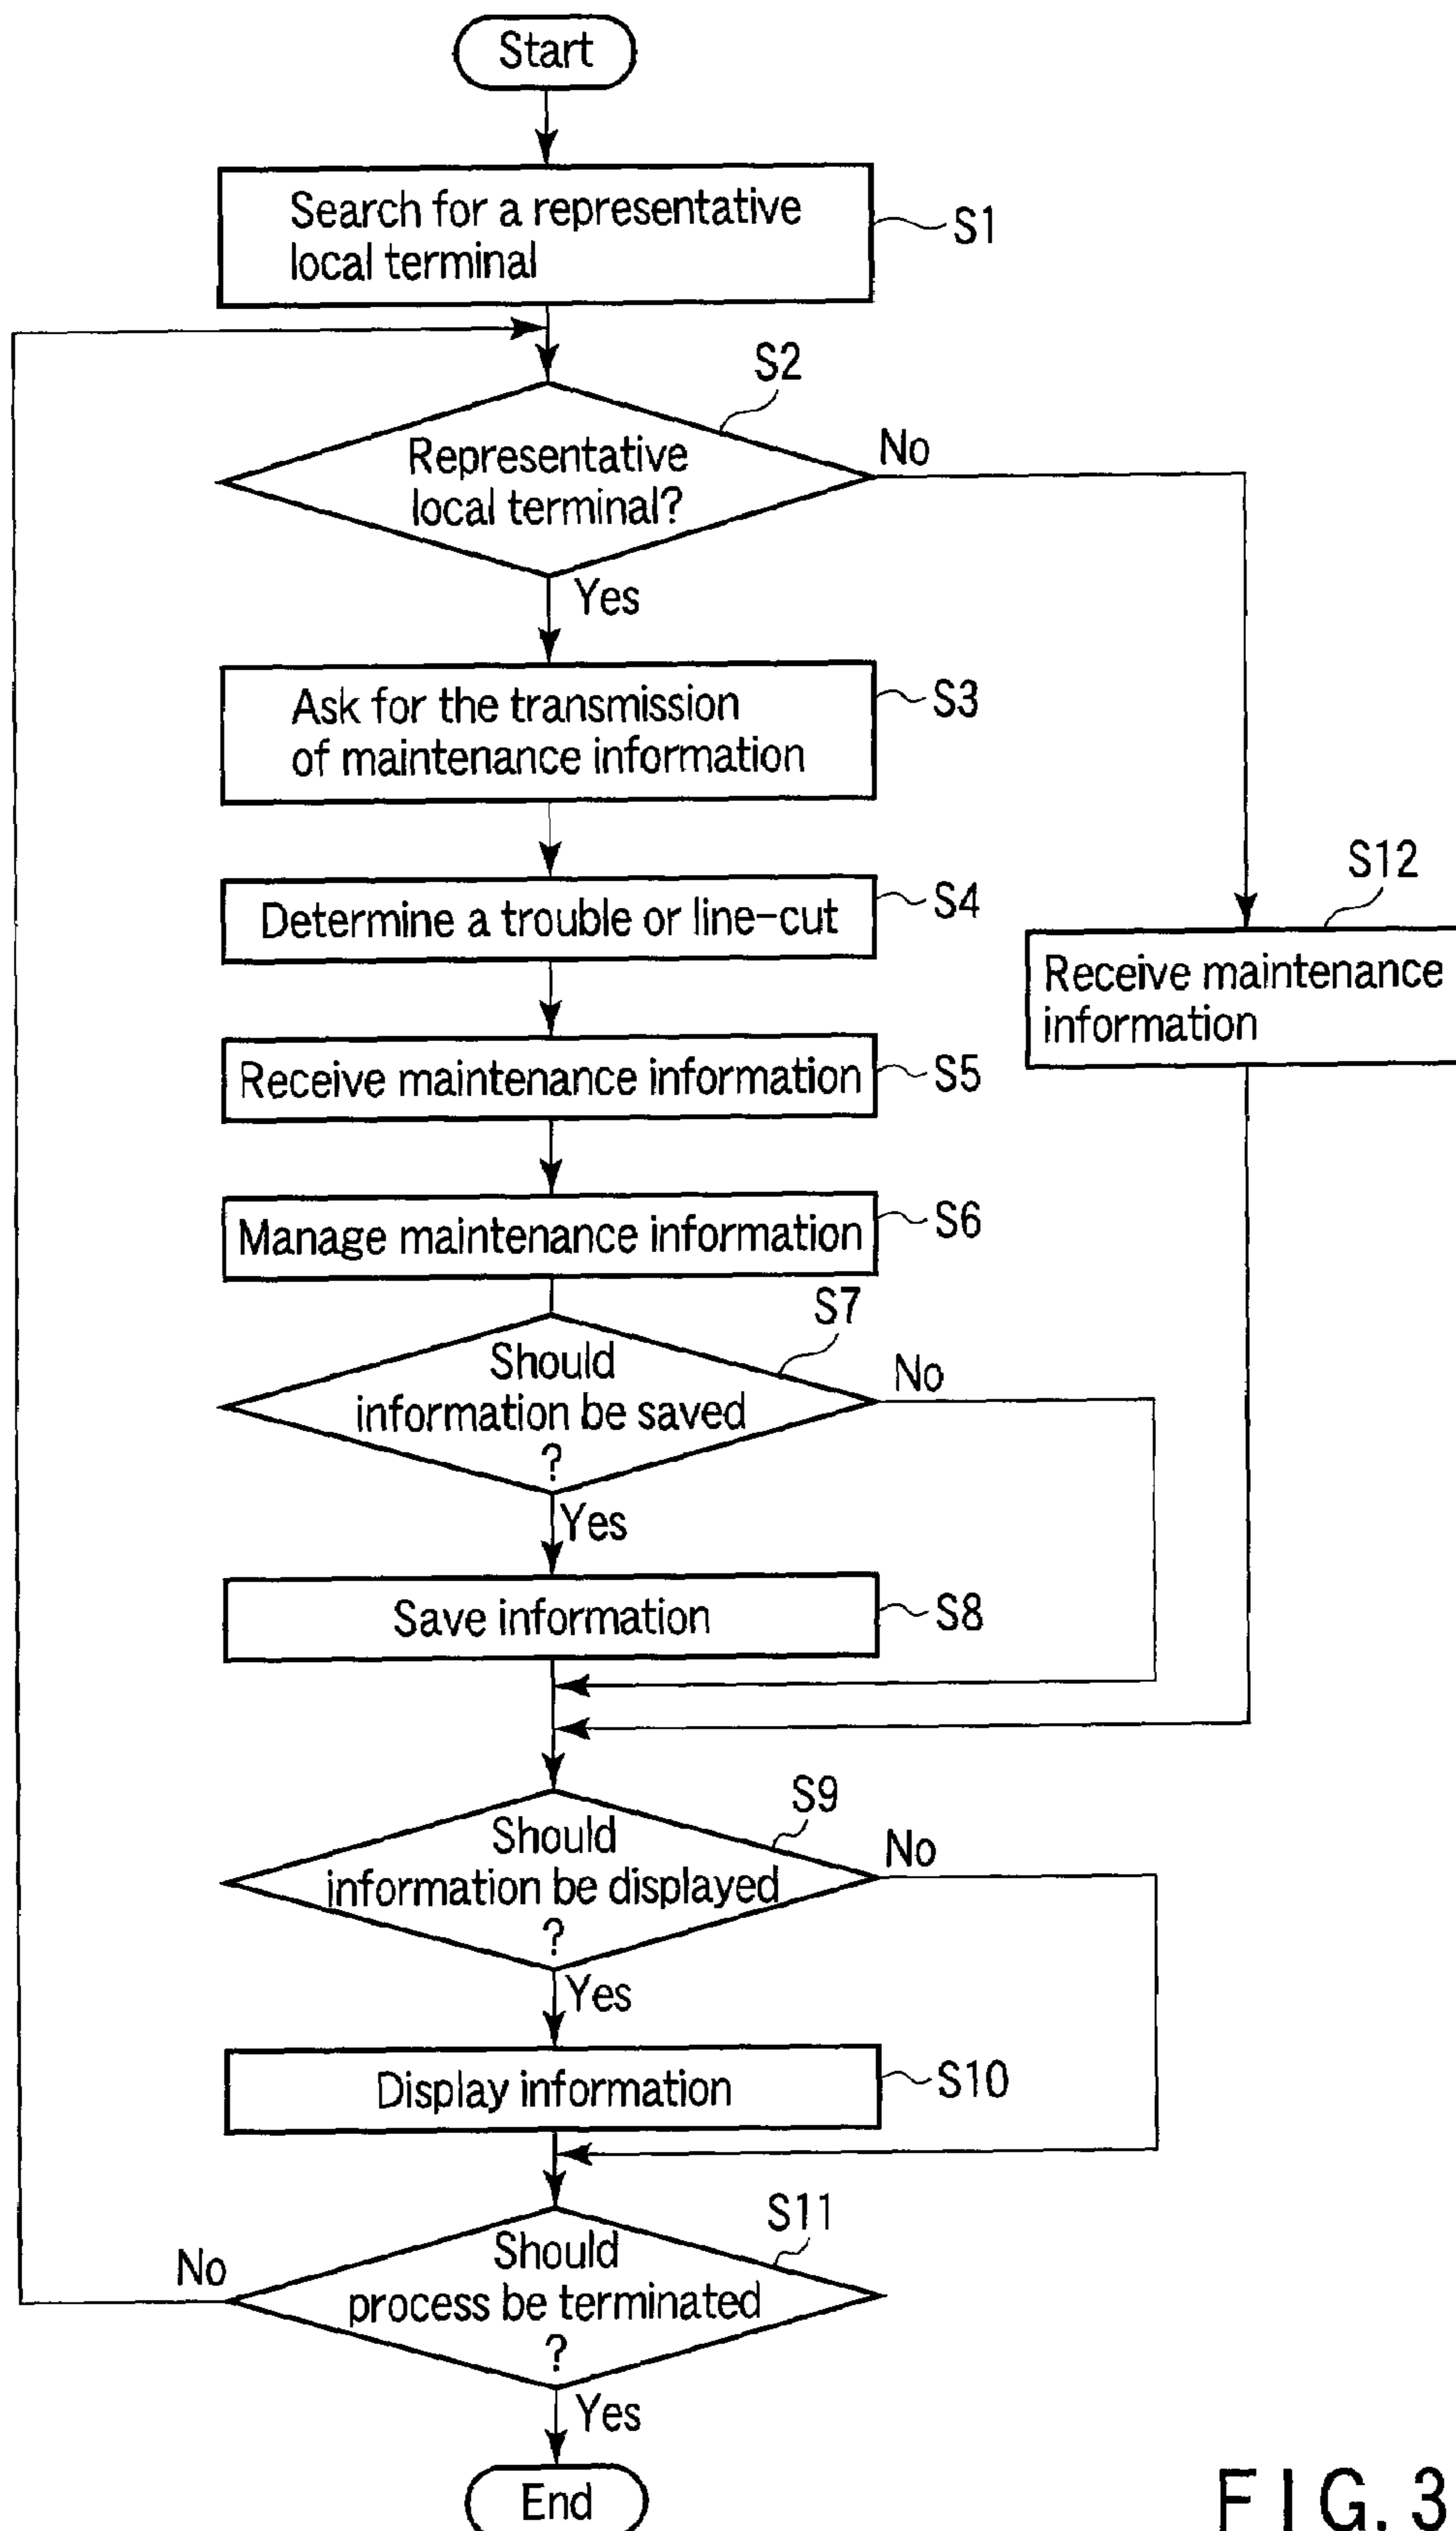 Start
Search for a representative
local terminal
S1
S2
Representative
local terminal?
No
Yes
Ask for the transmission
of maintenance information
S3
Determine a trouble or line-cut
S4
S12
Receive maintenance
information
Receive maintenance information
S5
Manage maintenance information
S6
S7
Should
information be saved
?
No
Yes
Save information
S8
S9
Should
information be displayed
?
No
Yes
Display information
S10
S11
Should
process be terminated
?
No
Yes
End
FIG. 3